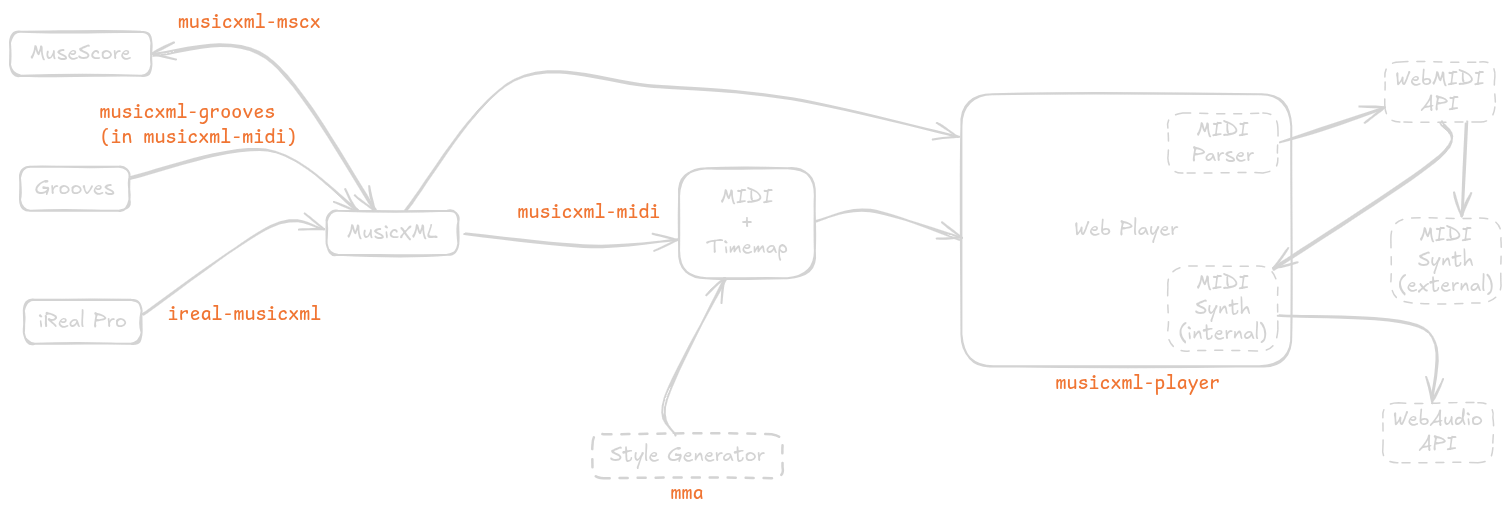 musicxml-mscx
MuseScore
musicxml-grooves
(in musicxml-midi)
Grooves
MusicXML
iReal Pro
ireal-musicxml
musicxml-midi
MIDI
+
Timemap
Style Generator
mma
Web Player
MIDI
Parser
MIDI
Synth
(internal)
musicxml-player
WebMIDI
API
MIDI
Synth
(external)
WebAudio
API